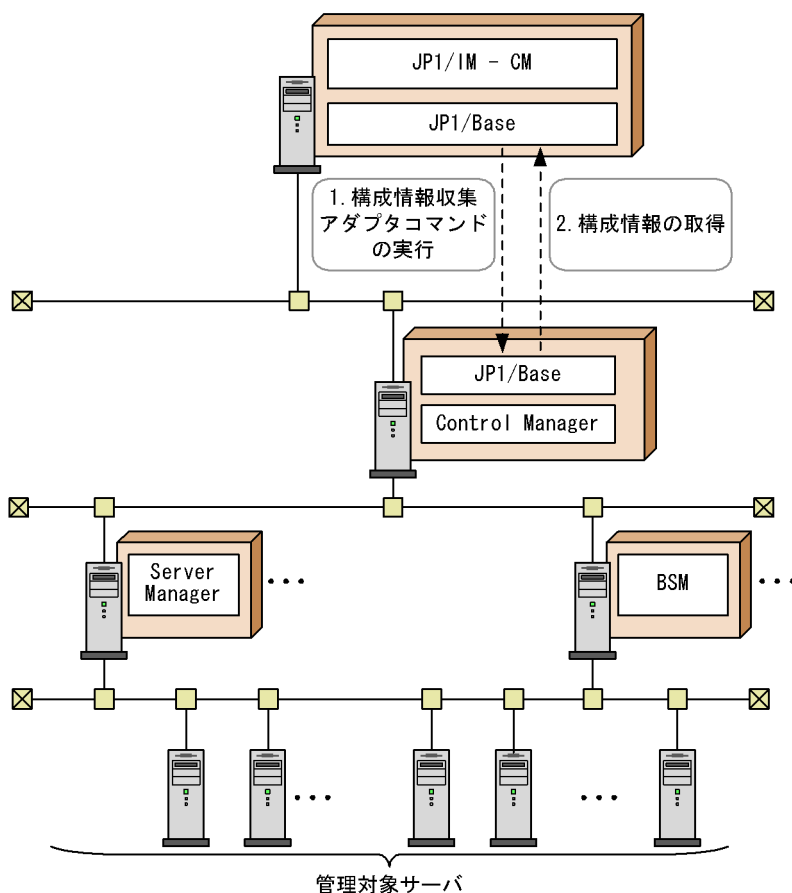 JP1/IM - CM
JP1/Base
1.構成情報収集
アダプタコマンド
の実行
2.構成情報の取得
JP1/Base
Control Manager
Server
Manager
・・・
BSM
・・・
・・・
・・・
管理対象サーバ